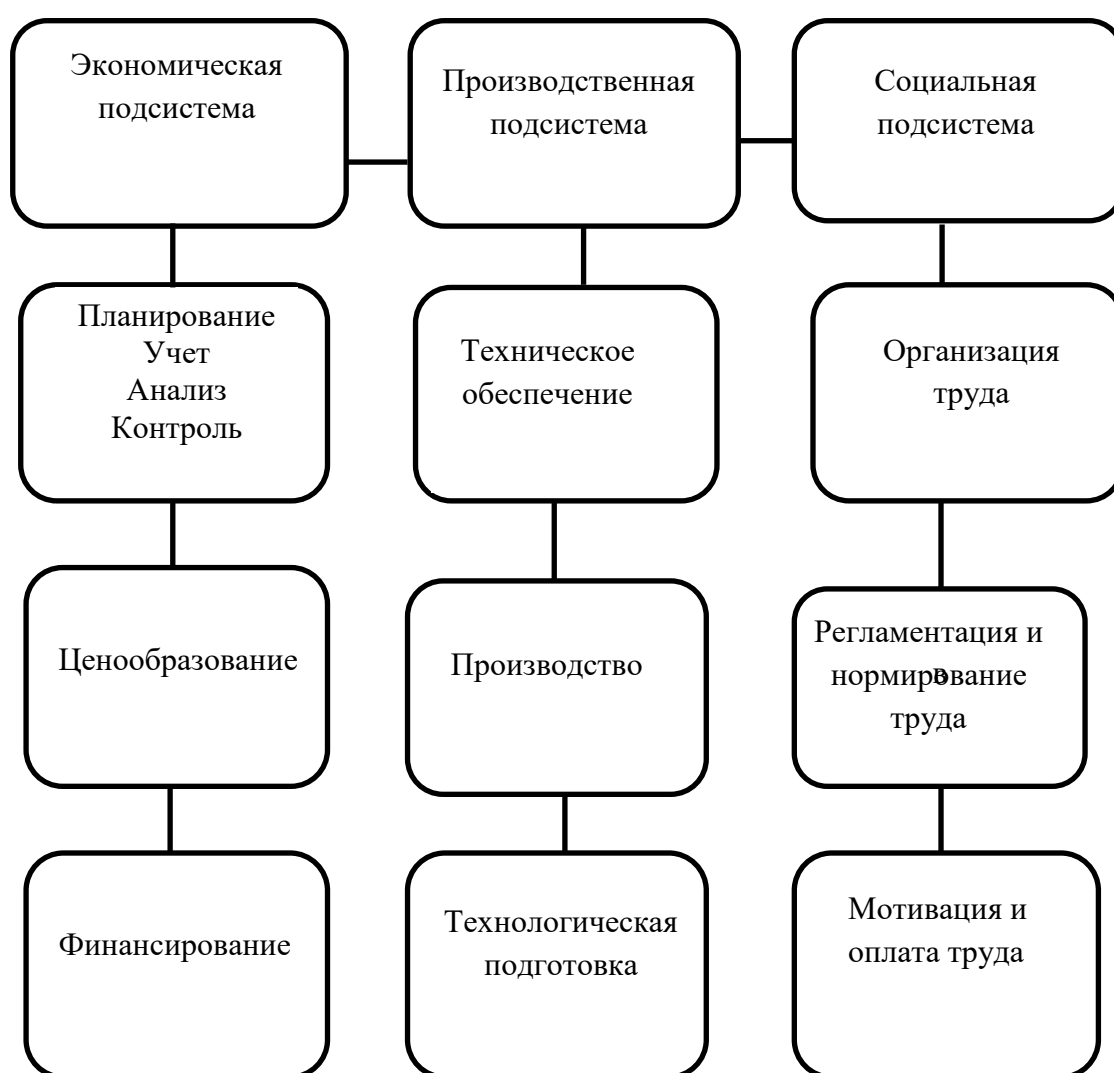 Экономическая
подсистема
Производственная
подсистема
Социальная
подсистема
Планирование
Учет
Анализ
Контроль
Техническое
обеспечение
Организация
труда
Ценообразование
Производство
Регламентация и
в
нормирование
труда
Финансирование
Технологическая
подготовка
Мотивация и
оплата труда